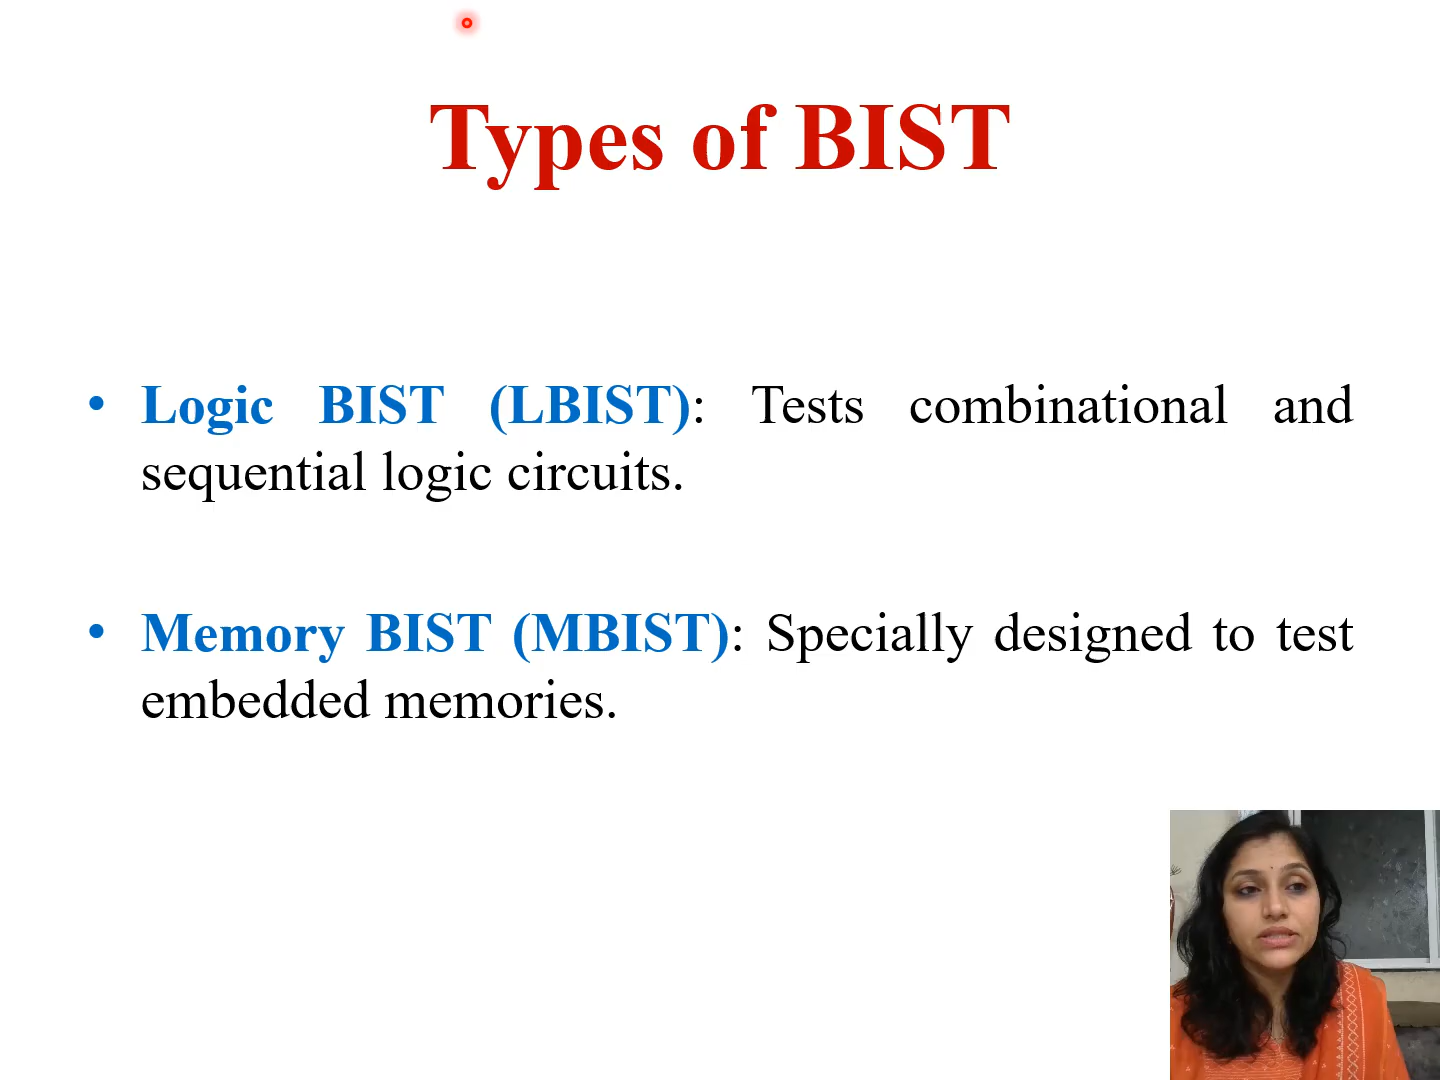 Types of BIST
• Logic BIST (LBIST): Tests combinational and
sequential logic circuits.
• Memory BIST (MBIST): Specially designed to test
embedded memories.